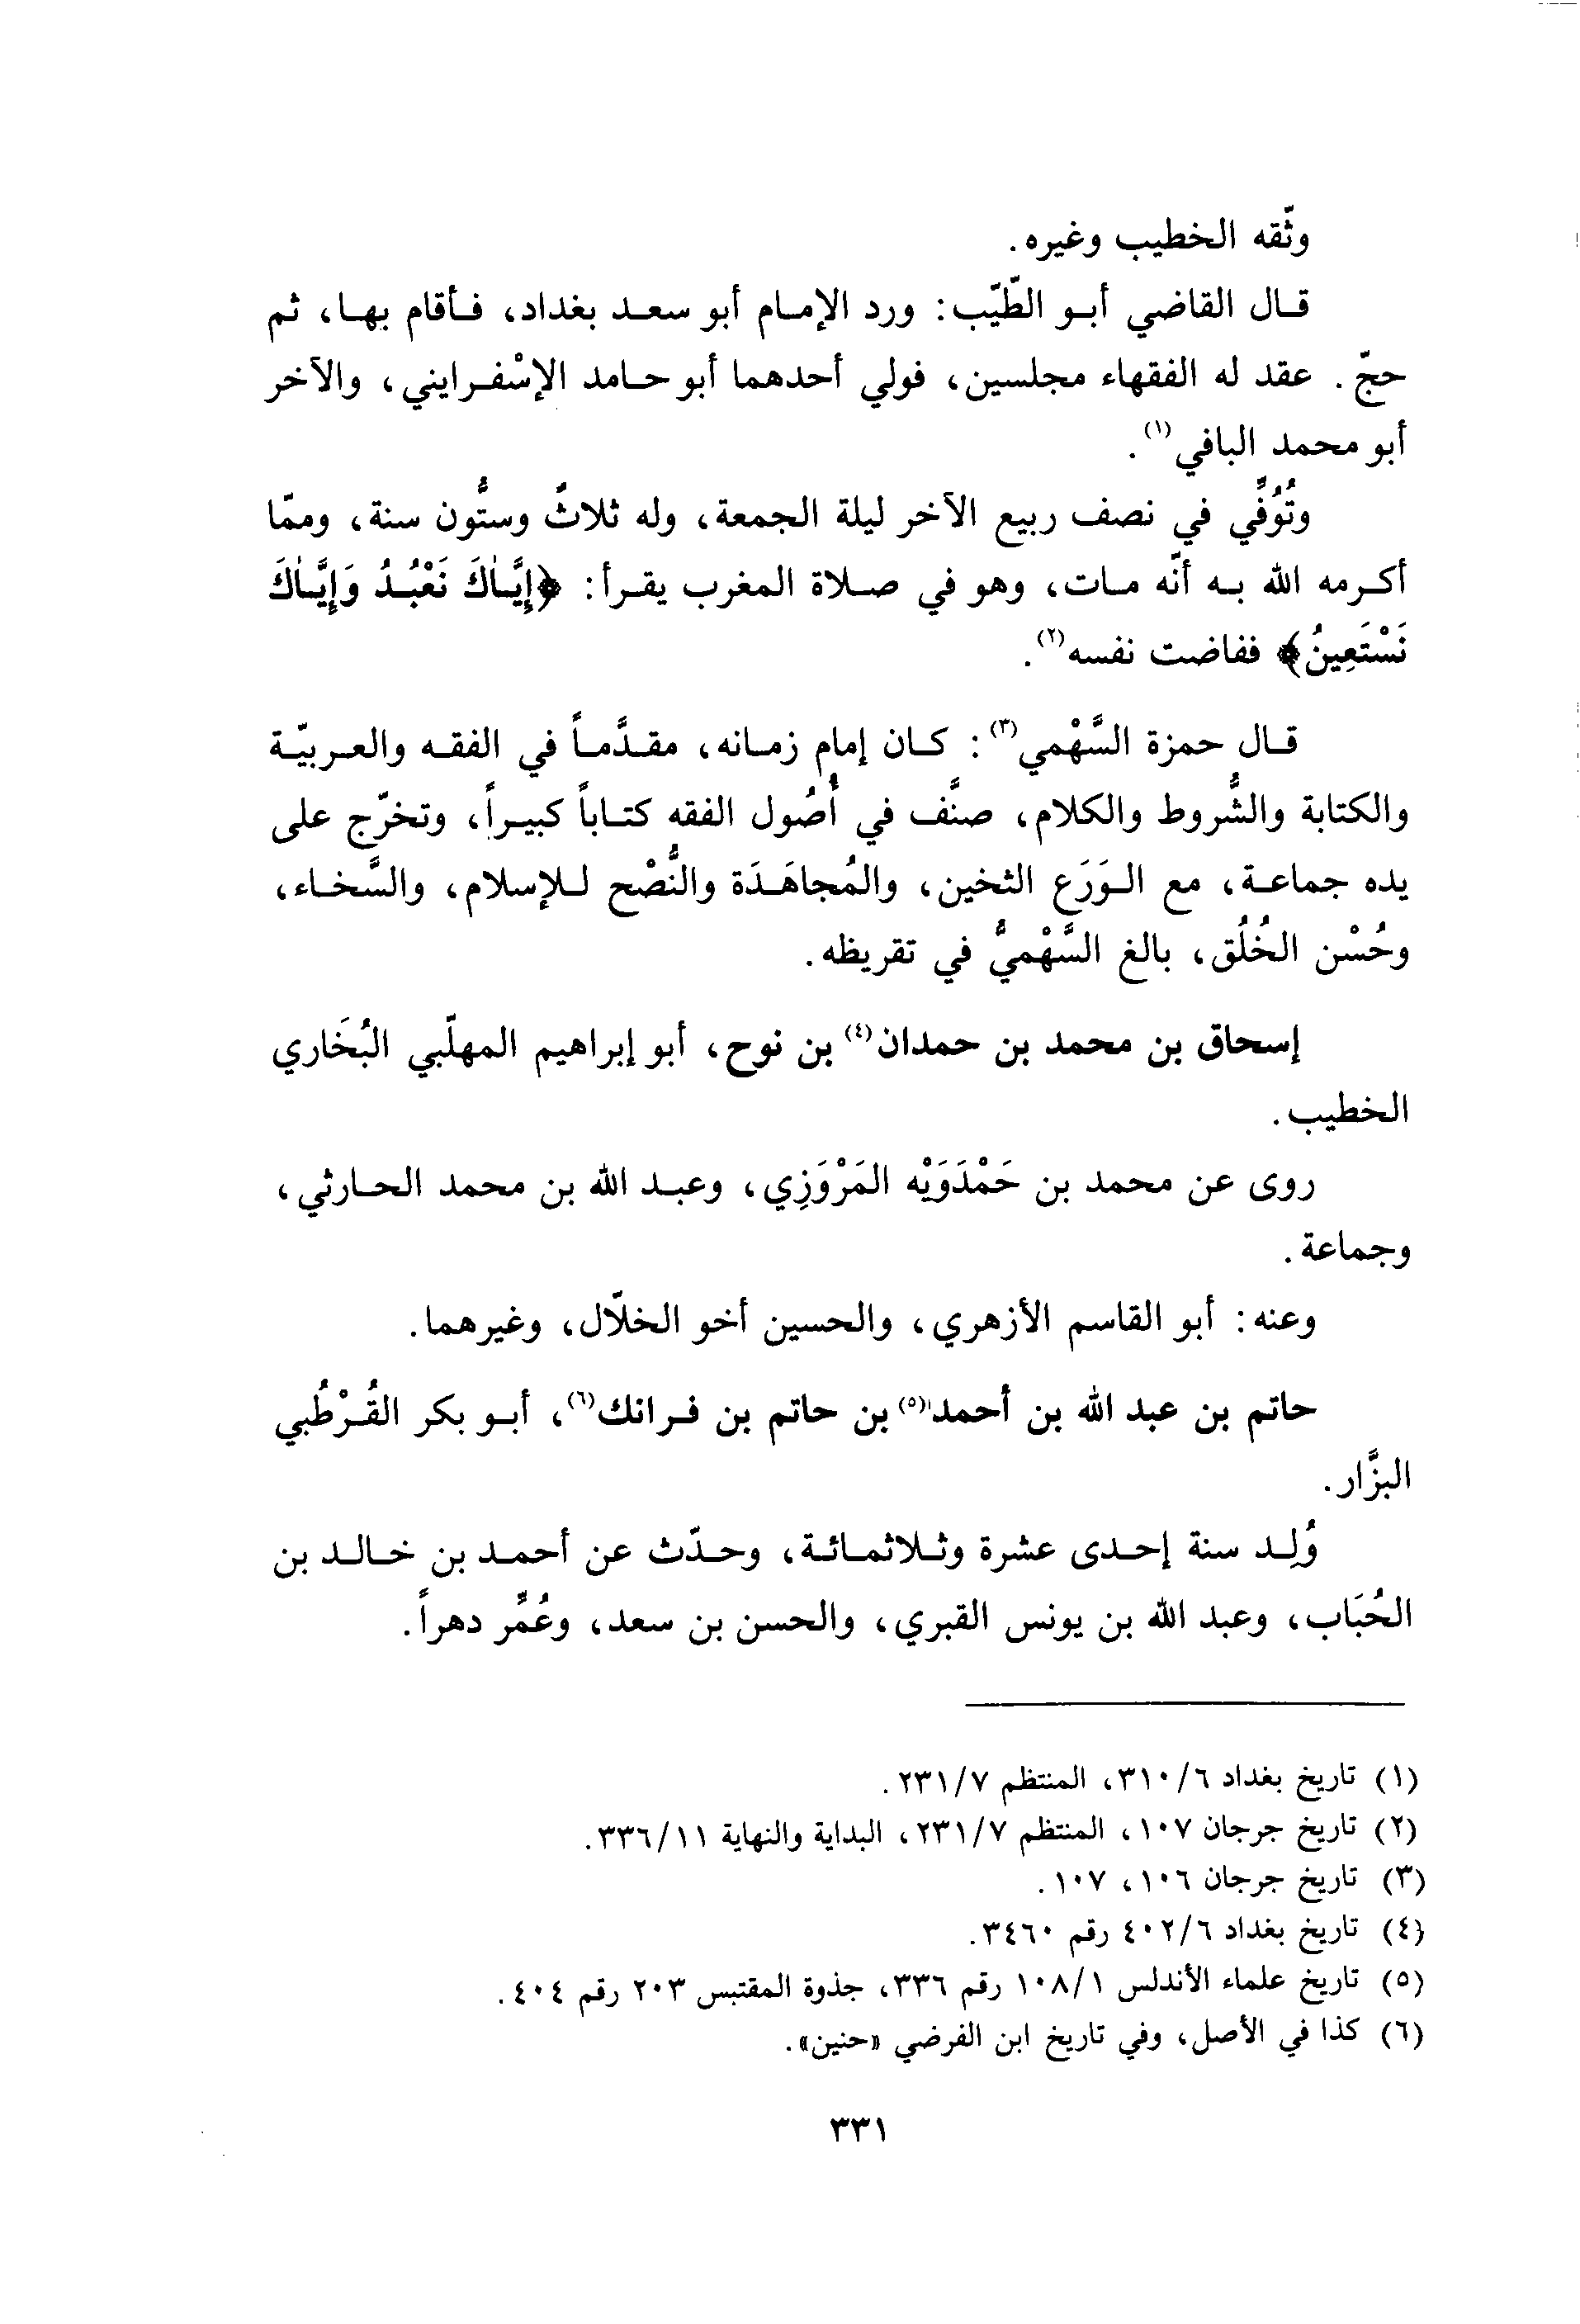 وثّقه الخطيب وغيره.
قال القاضي أبو الطّيّب: ورد الإمام أبو سعد بغداد، فأقام بها، ثم
حجّ. عقد له الفقهاء مجلسين، فولي أحدهما أبو حامد الإسْفرايني، والآخر
أبو محمد البافي(١).
وتُوُفّي في نصف ربيع الآخر ليلة الجمعة، وله ثلاثٌ وستُّون سنة، وممّا
أكرمه الله به أنّه مات، وهو في صلاة المغرب يقرأ: ﴿إِيَّاكَ نَعْبُدُ وَإِيَّاكَ
نَسْتَعِينُ﴾ ففاضت نفسه(٢).
قال حمزة السَّهْمي(٣): كان إمام زمانه، مقدَّماً في الفقه والعربيّة
والكتابة والشُّروط والكلام، صنَّف في أُصُول الفقه كتاباً كبيراً، وتخرّج على
يده جماعة، مع الوَرَع الثخين، والمُجاهَدَة والنُّصْح للإسلام، والسَّخاء،
وحُسْن الخُلُق، بالغ السَّهْميُّ في تقريظه.
إسحاق بن محمد بن حمدان(٤) بن نوح، أبو إبراهيم المهلّبي البُخَاري
الخطيب.
روى عن محمد بن حَمْدَوَيْه المَرْوَزِي، وعبد الله بن محمد الحارثي،
وجماعة.
وعنه: أبو القاسم الأزهري، والحسين أخو الخلّال، وغيرهما.
حاتم بن عبد الله بن أحمد(٥) بن حاتم بن فرانك(٦)، أبو بكر القُرْطُبي
البزَّار.
وُلِد سنة إحدى عشرة وثلاثمائة، وحدّث عن أحمد بن خالد بن
الحُبَاب، وعبد الله بن يونس القبري، والحسن بن سعد، وعُمِّر دهراً.
(١) تاريخ بغداد ٣١٠/٦، المنتظم ٢٣١/٧.
(٢) تاريخ جرجان ١٠٧، المنتظم ٢٣١/٧، البداية والنهاية ٣٣٦/١١.
(٣) تاريخ جرجان ١٠٦، ١٠٧.
(٤) تاريخ بغداد ٤٠٢/٦ رقم ٣٤٦٠.
(٥) تاريخ علماء الأندلس ١٠٨/١ رقم ٣٣٦، جذوة المقتبس ٢٠٣ رقم ٤٠٤.
(٦) كذا في الأصل، وفي تاريخ ابن الفرضي «حنين».
٣٣١